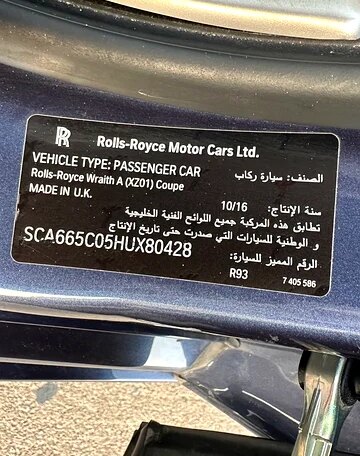 RR Rolls-Royce Motor Cars Ltd.
VEHICLE TYPE: PASSENGER CAR
الصنف: سيارة ركاب
Rolls-Royce Wraith A (XZ01) Coupe
MADE IN U.K.
سنة الإنتاج: 10/16
تطابق هذه المركبة جميع اللوائح الفنية الخليجية
و الوطنية للسيارات التي صدرت حتى تاريخ الإنتاج
SCA665C05HUX80428
الرقم المميز للسيارة:
R93
7 405 586